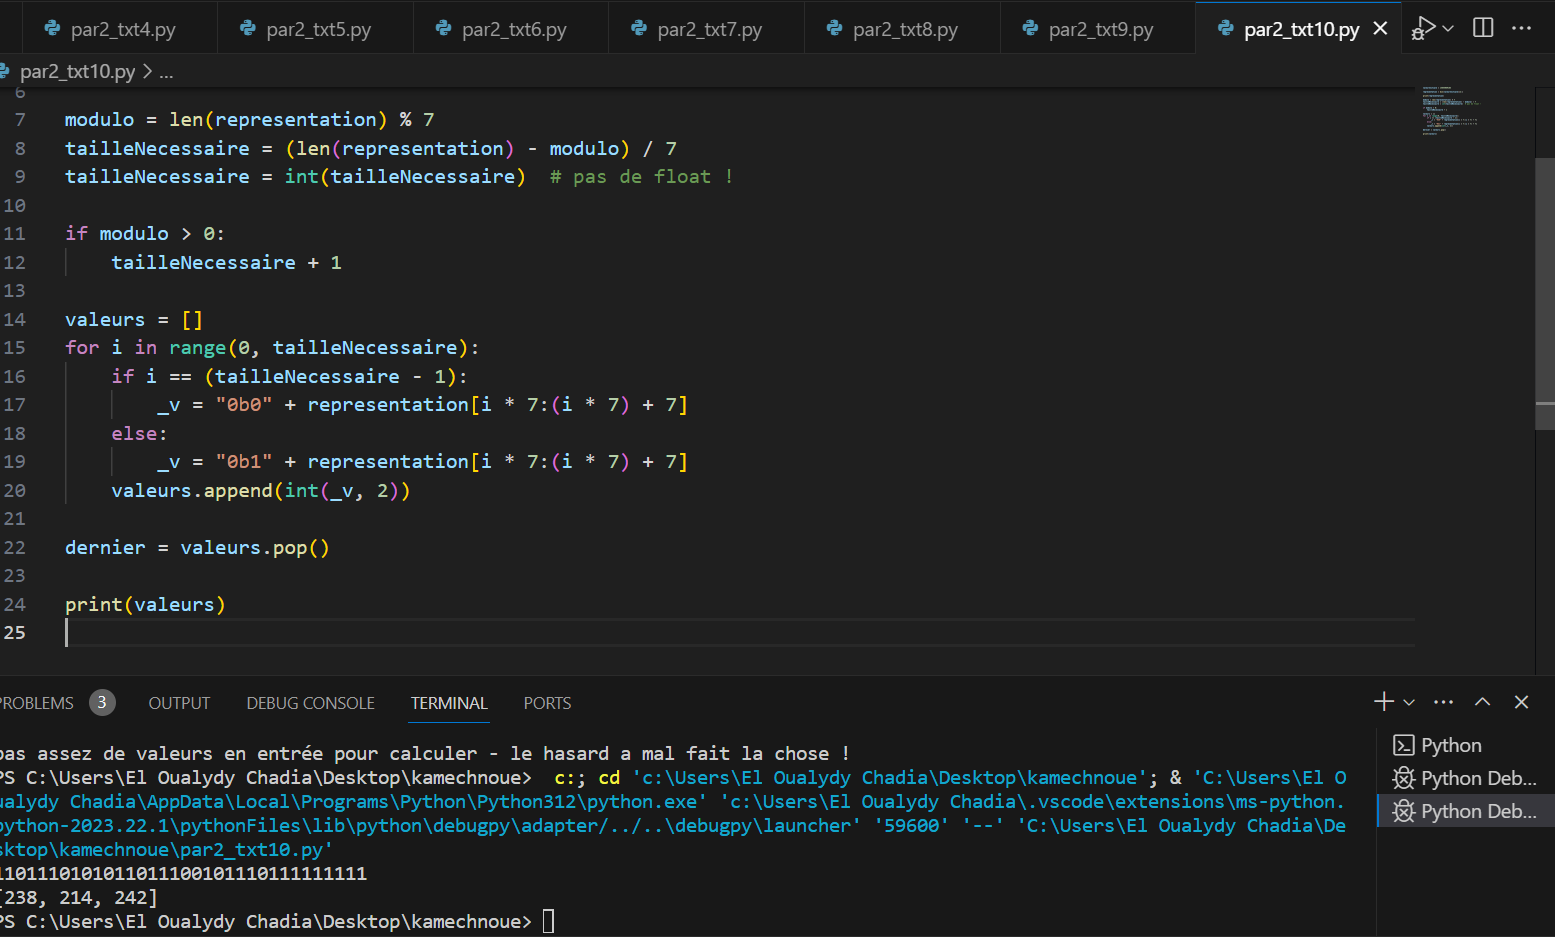 par2_txt4.py par2_txt5.py par2_txt6.py par2_txt7.py par2_txt8.py par2_txt9.py par2_txt10.py
par2_txt10.py > ...
6
7 modulo = len(representation) % 7
8 tailleNecessaire = (len(representation) - modulo) / 7
9 tailleNecessaire = int(tailleNecessaire)  # pas de float !
10
11 if modulo > 0:
12     tailleNecessaire + 1
13
14 valeurs = []
15 for i in range(0, tailleNecessaire):
16     if i == (tailleNecessaire - 1):
17         _v = "0b0" + representation[i * 7:(i * 7) + 7]
18     else:
19         _v = "0b1" + representation[i * 7:(i * 7) + 7]
20     valeurs.append(int(_v, 2))
21
22 dernier = valeurs.pop()
23
24 print(valeurs)
25
PROBLEMS 3 OUTPUT DEBUG CONSOLE TERMINAL PORTS
pas assez de valeurs en entrée pour calculer - le hasard a mal fait la chose !
PS C:\Users\El Oualydy Chadia\Desktop\kamechnoue>  c:; cd 'c:\Users\El Oualydy Chadia\Desktop\kamechnoue'; & 'C:\Users\El O
ualydy Chadia\AppData\Local\Programs\Python\Python312\python.exe' 'c:\Users\El Oualydy Chadia\.vscode\extensions\ms-python.
python-2023.22.1\pythonFiles\lib\python\debugpy\adapter/../..\debugpy\launcher' '59600' '--' 'C:\Users\El Oualydy Chadia\De
sktop\kamechnoue\par2_txt10.py'
11011101010110111001011101111111
[238, 214, 242]
PS C:\Users\El Oualydy Chadia\Desktop\kamechnoue>
Python
Python Deb...
Python Deb...